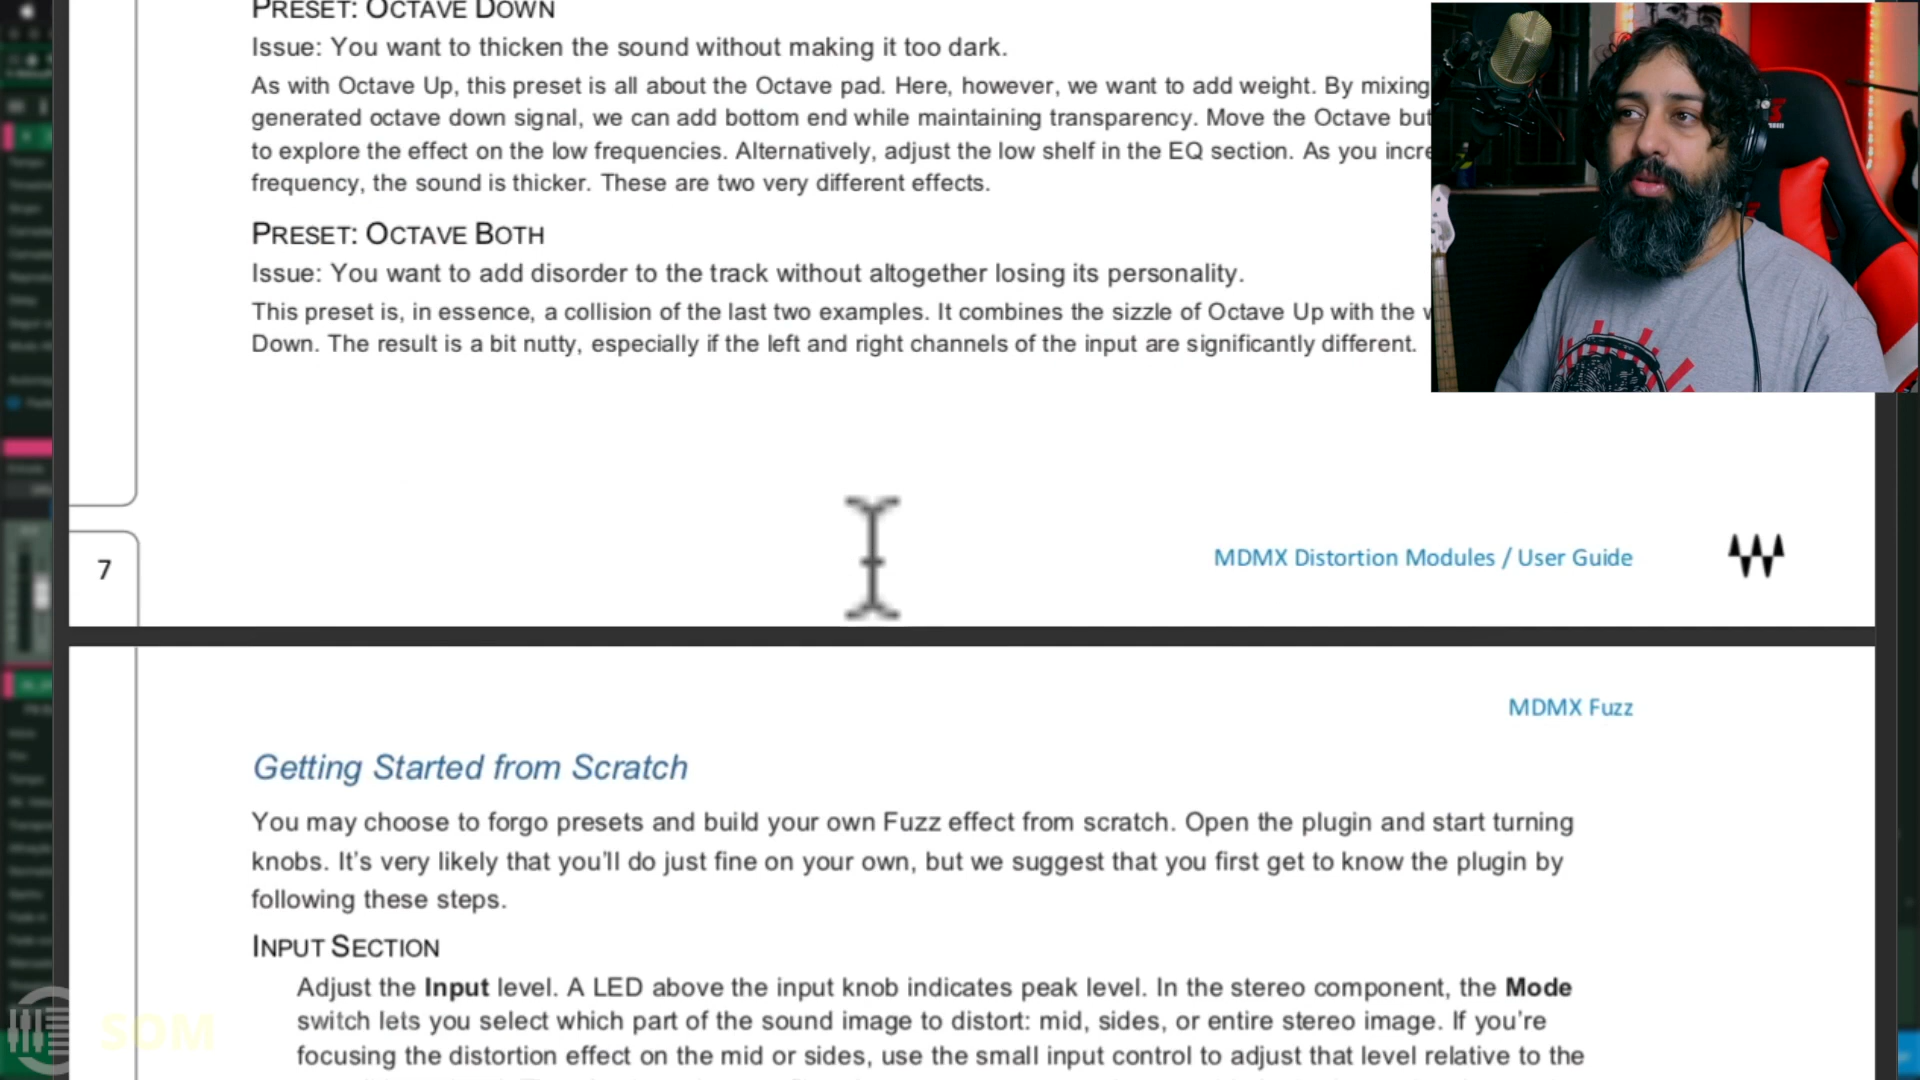 PRESET: OCTAVE DOWN
Issue: You want to thicken the sound without making it too dark.
As with Octave Up, this preset is all about the Octave pad. Here, however, we want to add weight. By mixing
generated octave down signal, we can add bottom end while maintaining transparency. Move the Octave
to explore the effect on the low frequencies. Alternatively, adjust the low shelf in the EQ section. As you
frequency, the sound is thicker. These are two very different effects.
PRESET: OCTAVE BOTH
Issue: You want to add disorder to the track without altogether losing its personality.
This preset is, in essence, a collision of the last two examples. It combines the sizzle of Octave Up with the
Down. The result is a bit nutty, especially if the left and right channels of the input are significantly different.
7
MDMX Distortion Modules / User Guide
MDMX Fuzz
Getting Started from Scratch
You may choose to forgo presets and build your own Fuzz effect from scratch. Open the plugin and start turning
knobs. It's very likely that you'll do just fine on your own, but we suggest that you first get to know the plugin by
following these steps.
INPUT SECTION
Adjust the Input level. A LED above the input knob indicates peak level. In the stereo component, the Mode
switch lets you select which part of the sound image to distort: mid, sides, or entire stereo image. If you're
focusing the distortion effect on the mid or sides, use the small input control to adjust that level relative to the
SOM